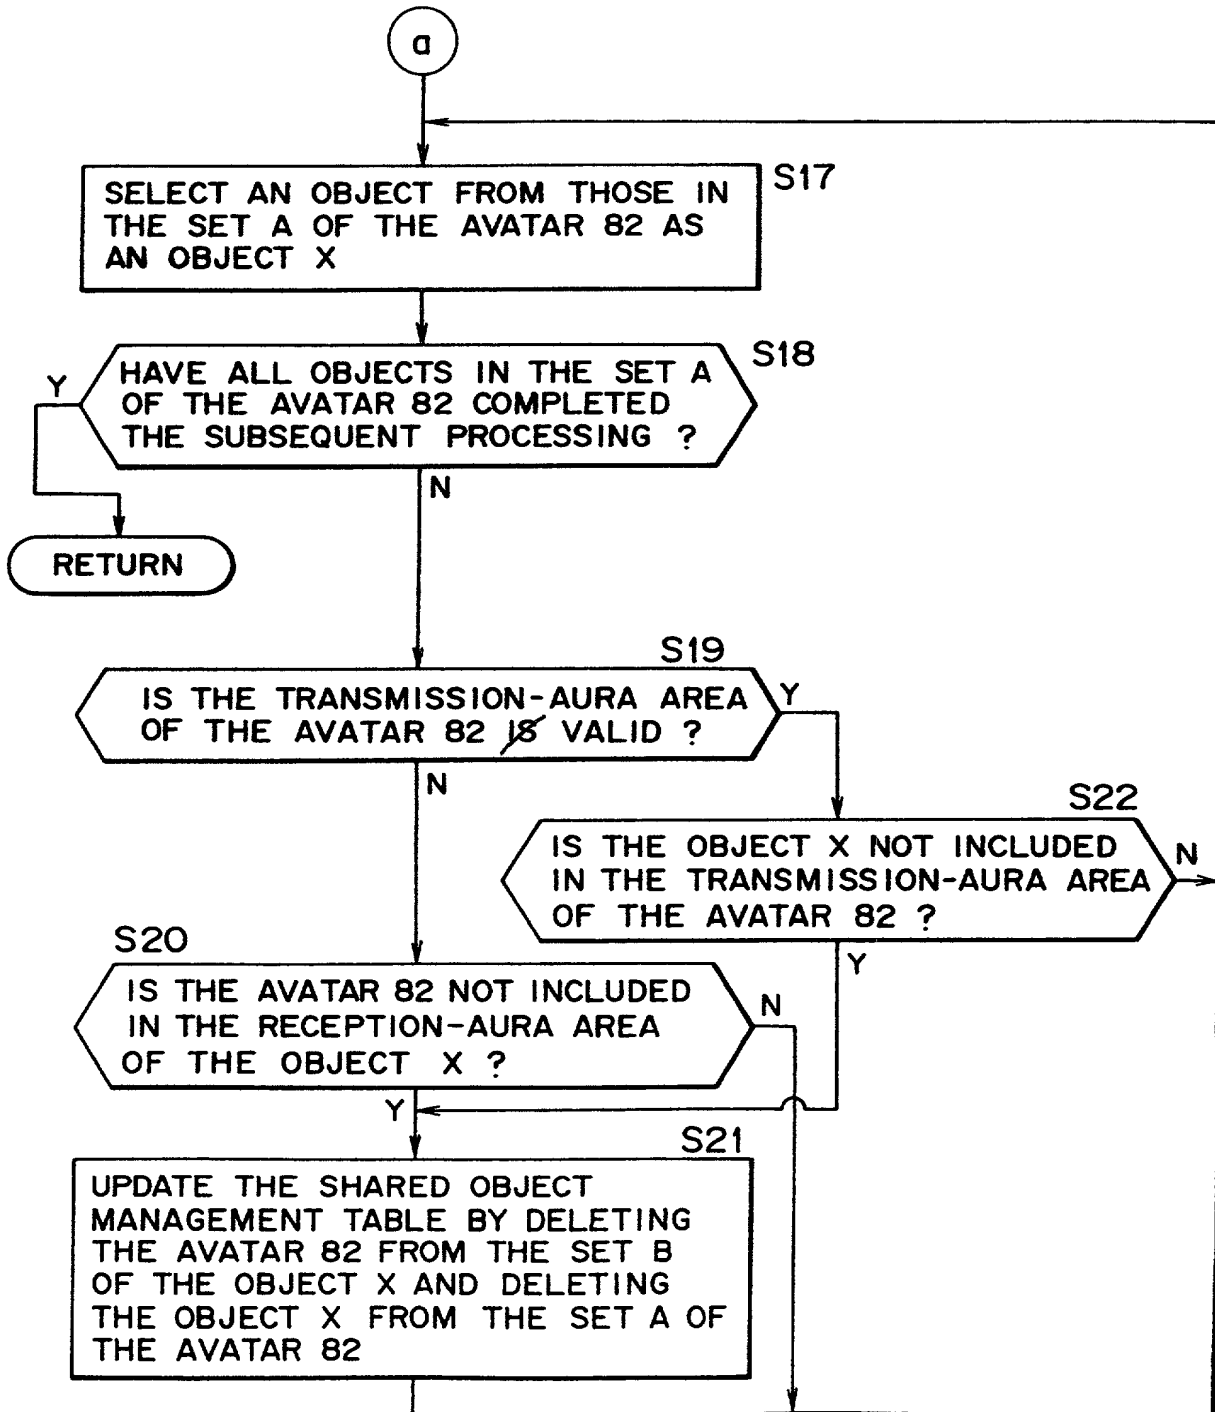 a
S17
SELECT AN OBJECT FROM THOSE IN
THE SET A OF THE AVATAR 82 AS
AN OBJECT X
S18
HAVE ALL OBJECTS IN THE SET A
OF THE AVATAR 82 COMPLETED
THE SUBSEQUENT PROCESSING ?
Y
N
RETURN
S19
IS THE TRANSMISSION-AURA AREA
OF THE AVATAR 82 IS VALID ?
Y
N
S22
IS THE OBJECT X NOT INCLUDED
IN THE TRANSMISSION-AURA AREA
OF THE AVATAR 82 ?
N
Y
S20
IS THE AVATAR 82 NOT INCLUDED
IN THE RECEPTION-AURA AREA
OF THE OBJECT X ?
N
Y
S21
UPDATE THE SHARED OBJECT
MANAGEMENT TABLE BY DELETING
THE AVATAR 82 FROM THE SET B
OF THE OBJECT X AND DELETING
THE OBJECT X FROM THE SET A OF
THE AVATAR 82